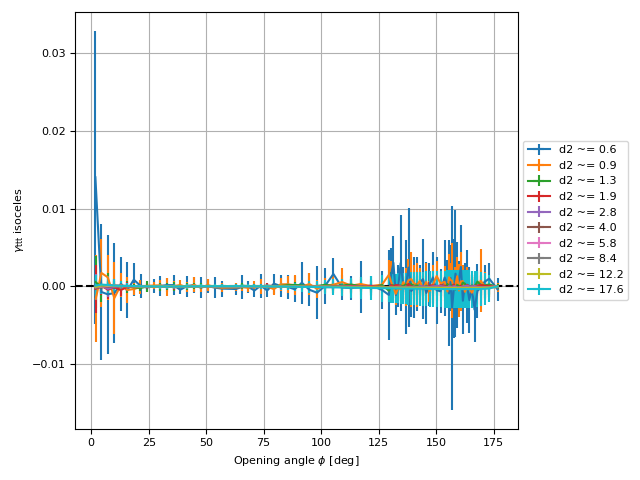 0.03
0.02
0.01
0.00
−0.01
γttt isoceles
0 25 50 75 100 125 150 175
Opening angle ϕ [deg]
d2 ~= 0.6
d2 ~= 0.9
d2 ~= 1.3
d2 ~= 1.9
d2 ~= 2.8
d2 ~= 4.0
d2 ~= 5.8
d2 ~= 8.4
d2 ~= 12.2
d2 ~= 17.6